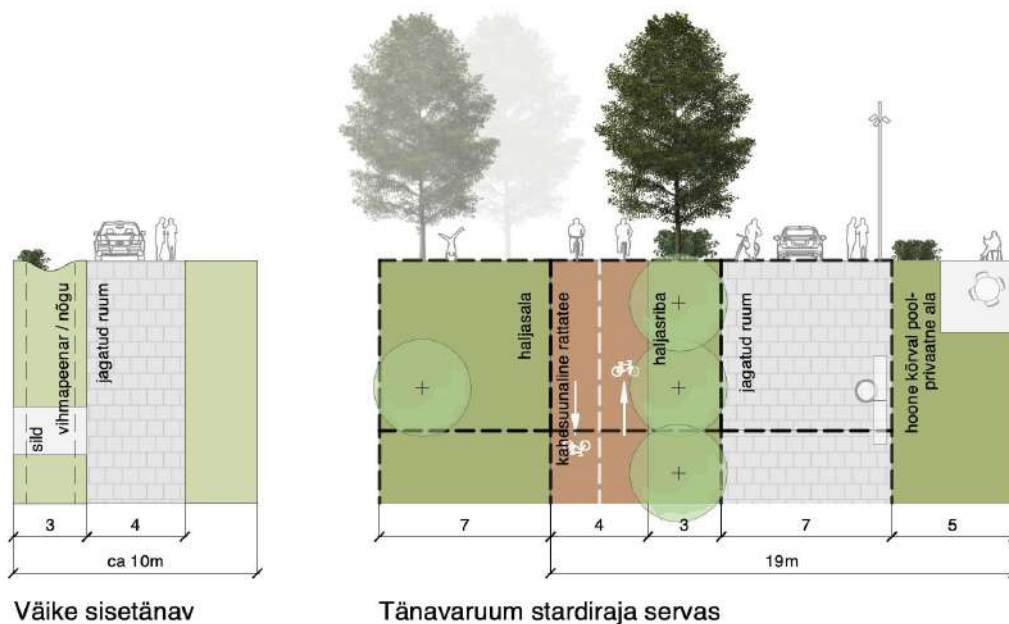 sild
vihmapeenar / nõgu
jagatud ruum
3
4
ca 10m
Väike sisetänav
haljasala
kahesuunaline rattatee
haljasriba
jagatud ruum
hoone kõrval pool-
privaatne ala
7
4
3
7
5
19m
Tänavaruum stardiraja servas